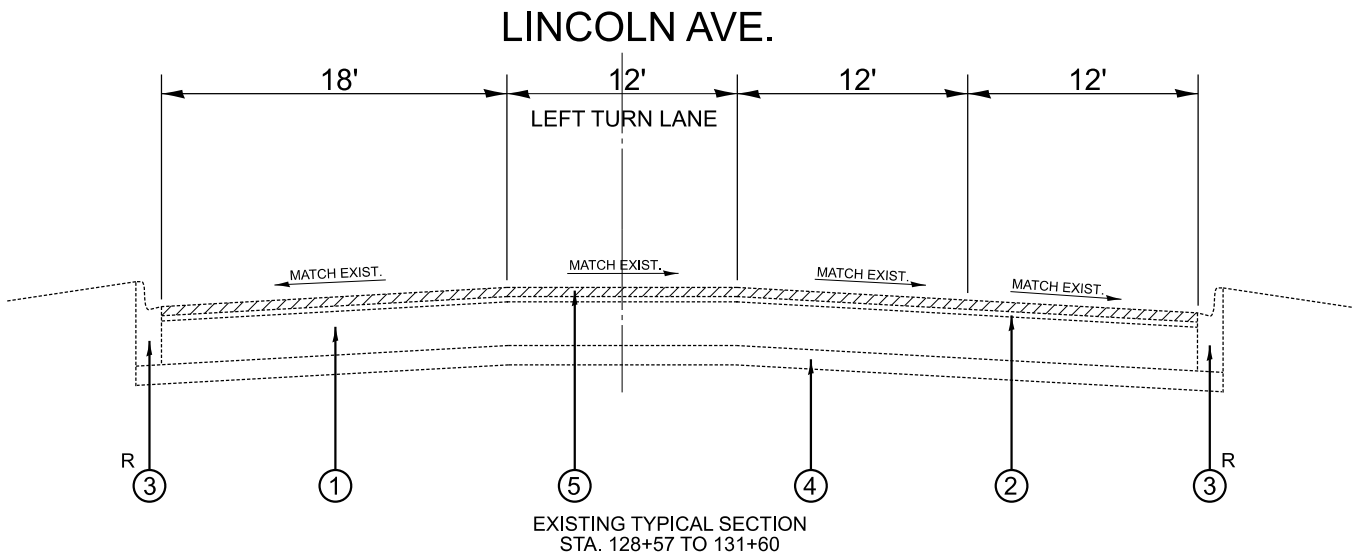 LINCOLN AVE.
18' 12' 12' 12'
LEFT TURN LANE
MATCH EXIST. MATCH EXIST. MATCH EXIST. MATCH EXIST.
R R
3 1 5 4 2 3
EXISTING TYPICAL SECTION
STA. 128+57 TO 131+60